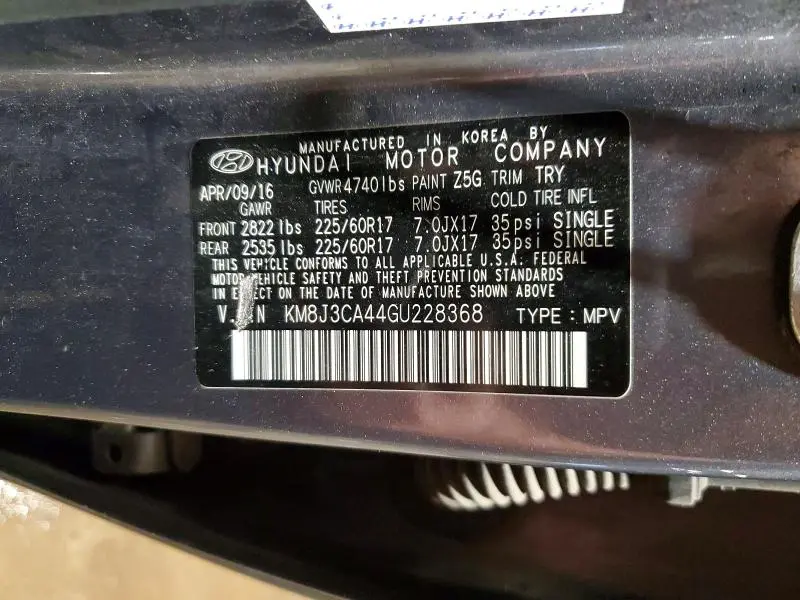 MANUFACTURED IN KOREA BY
HYUNDAI MOTOR COMPANY
APR/09/16 GVWR 4740lbs PAINT Z5G TRIM TRY
GAWR TIRES RIMS COLD TIRE INFL
FRONT 2822lbs 225/60R17 7.0JX17 35psi SINGLE
REAR 2535lbs 225/60R17 7.0JX17 35psi SINGLE
THIS VEHICLE CONFORMS TO ALL APPLICABLE U.S.A. FEDERAL
MOTOR VEHICLE SAFETY AND THEFT PREVENTION STANDARDS
IN EFFECT ON THE DATE OF MANUFACTURE SHOWN ABOVE
V.I.N KM8J3CA44GU228368 TYPE : MPV